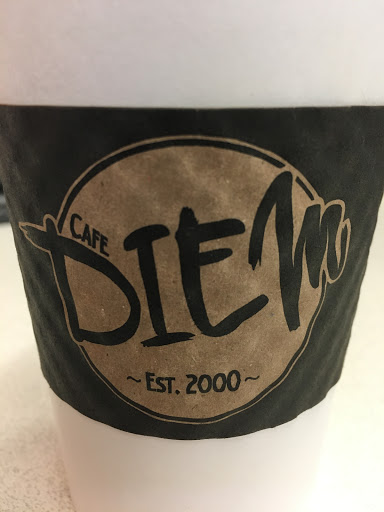 CAFE
DIEM
~ EST. 2000 ~